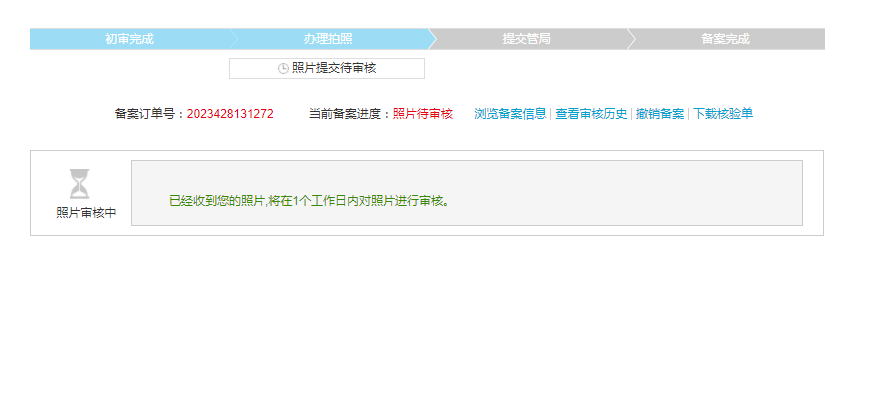 初审完成 办理拍照 提交管局 备案完成
照片提交待审核
备案订单号：2023428131272 当前备案进度：照片待审核 浏览备案信息 | 查看审核历史 | 撤销备案 | 下载核验单
已经收到您的照片,将在1个工作日内对照片进行审核。
照片审核中